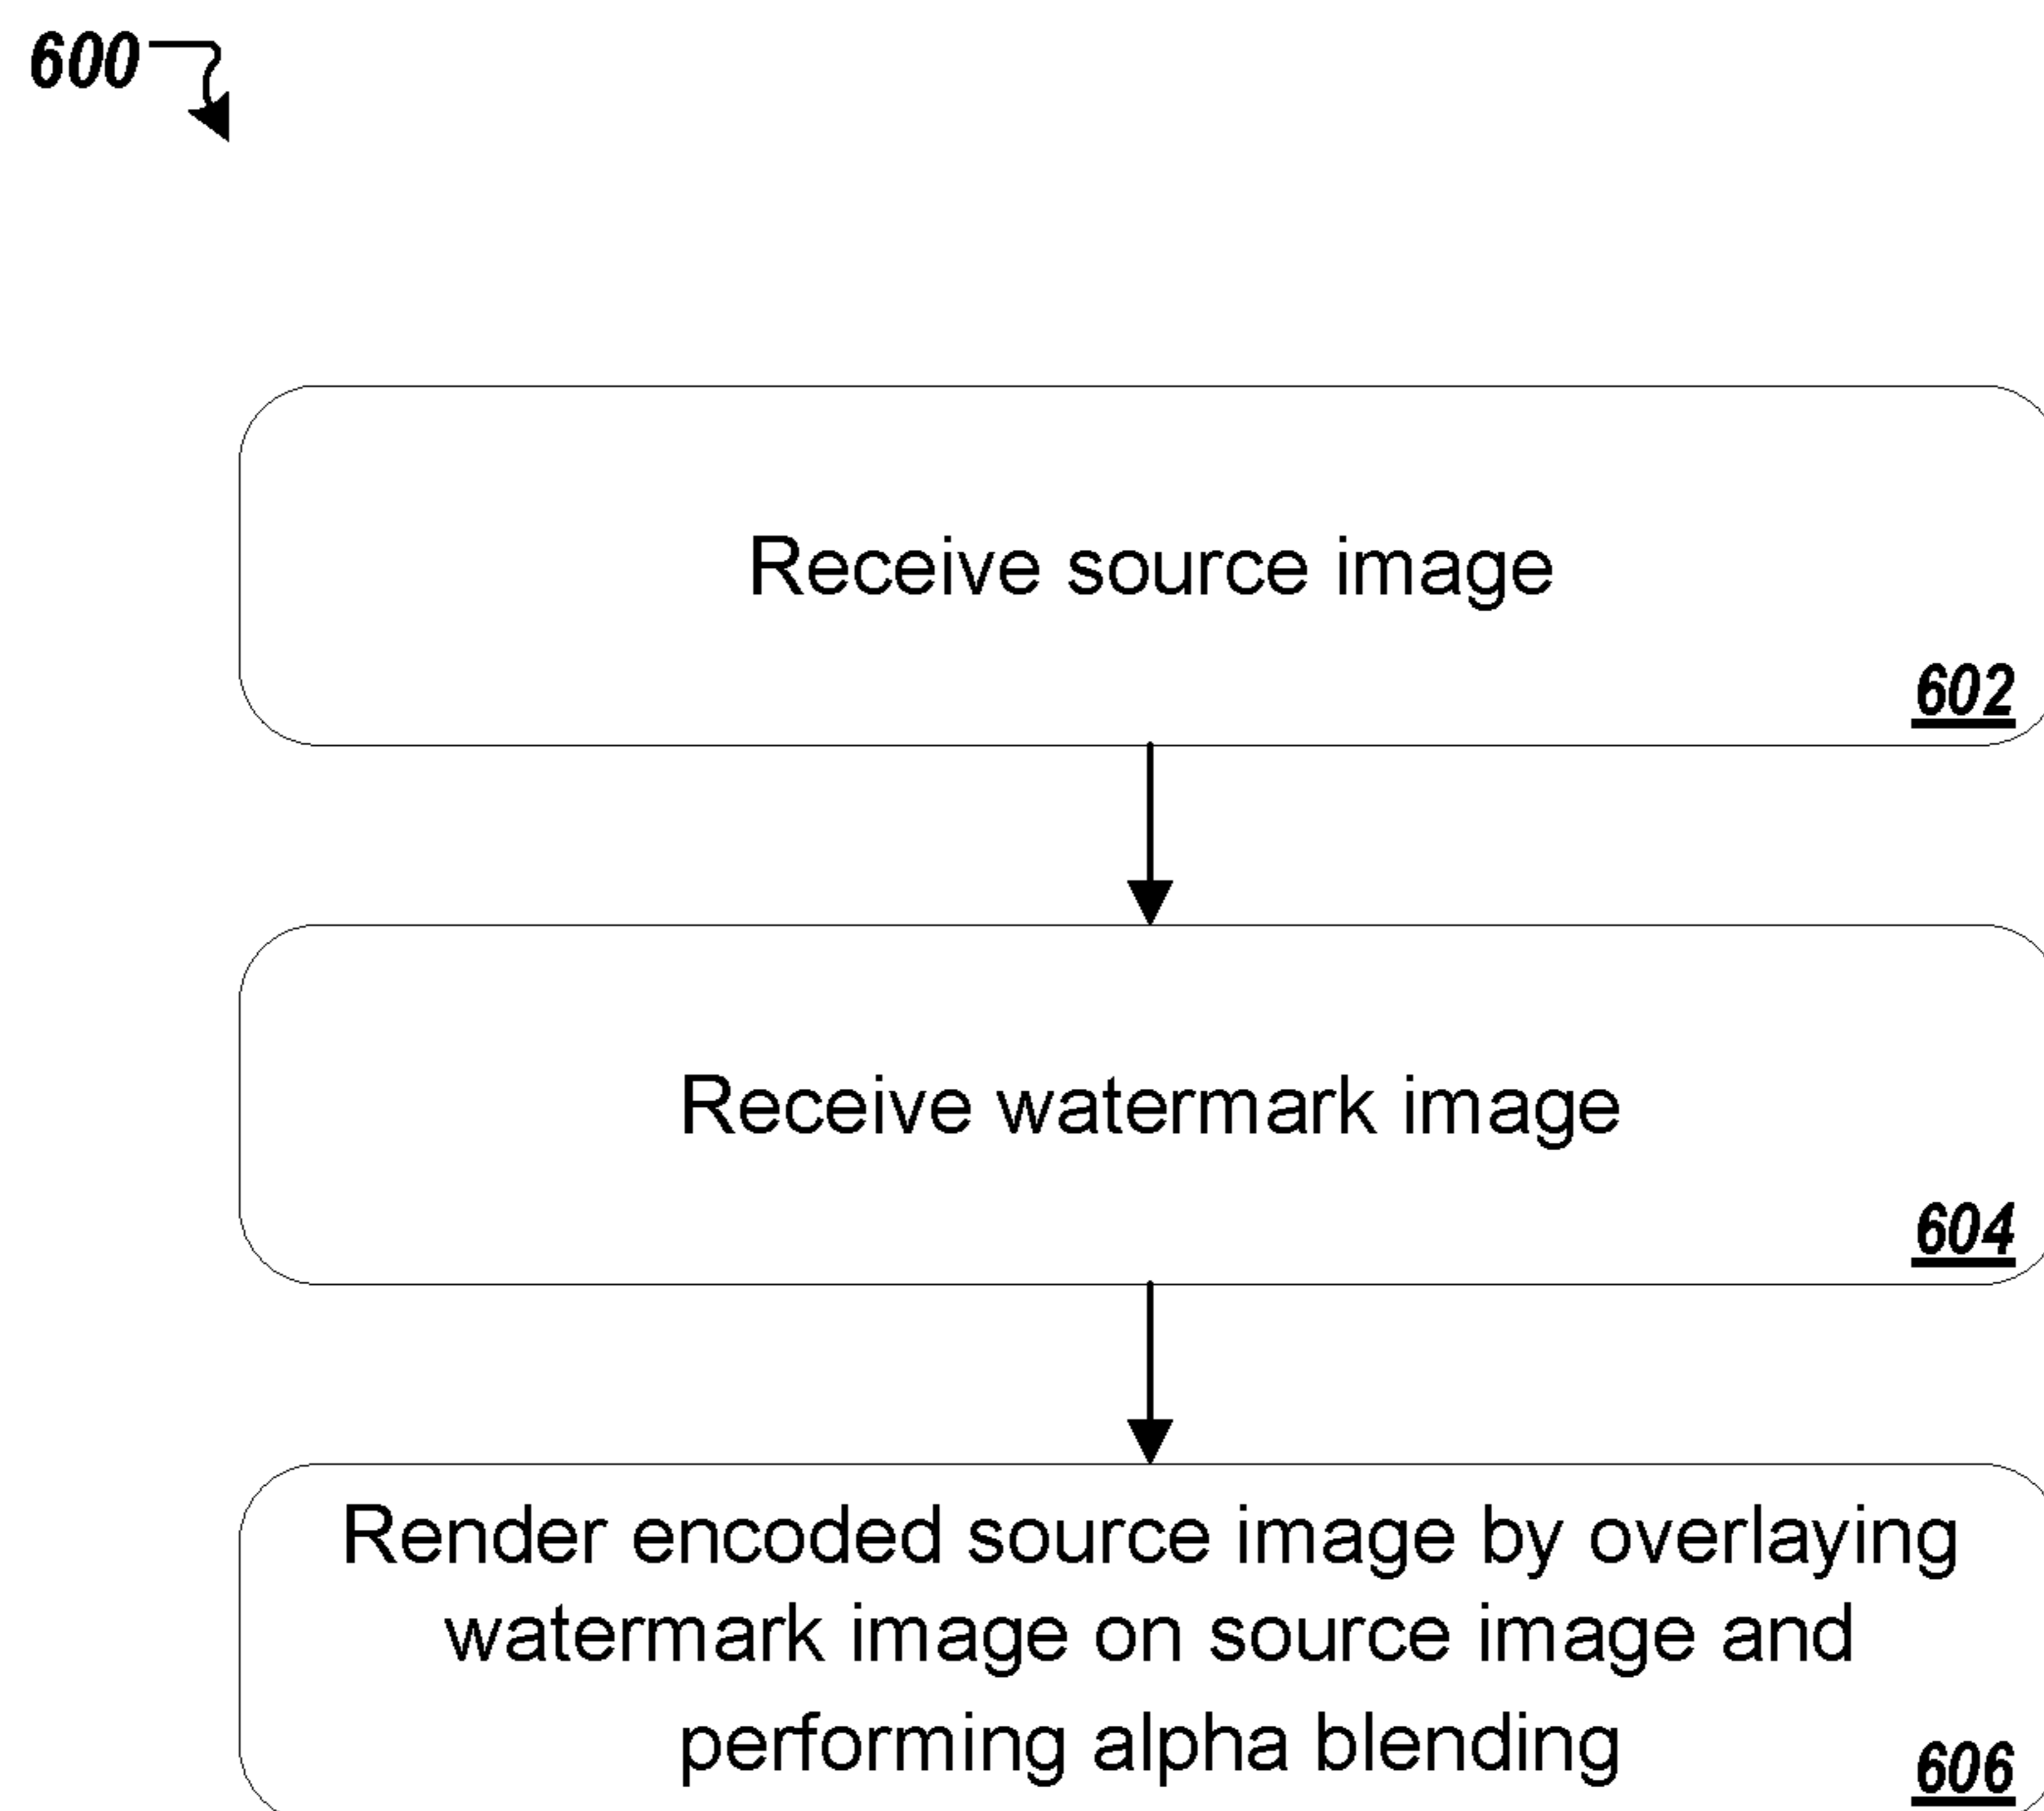 600
Receive source image
602
Receive watermark image
604
Render encoded source image by overlaying
watermark image on source image and
performing alpha blending
606